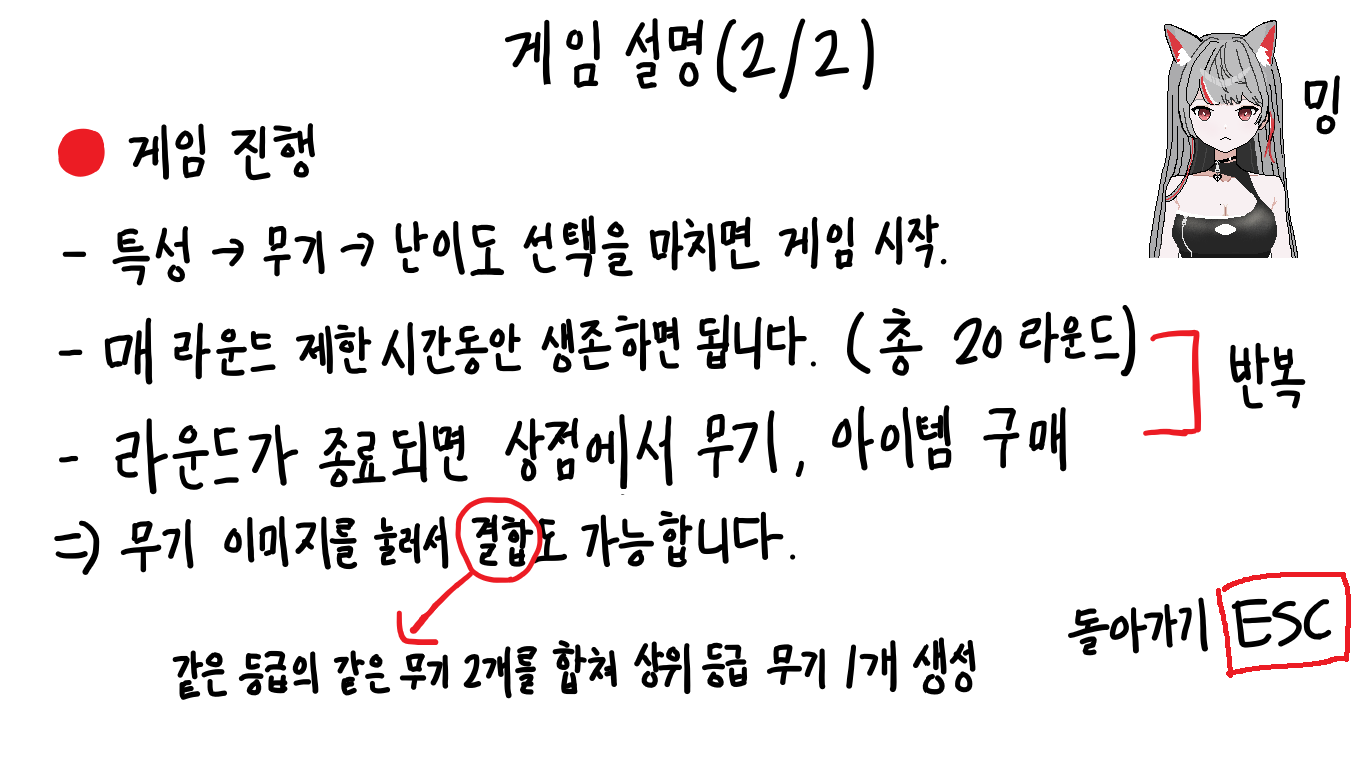 게임 설명(2/2)
밍
● 게임 진행
- 특성 → 무기 → 난이도 선택을 마치면 게임 시작.
- 매 라운드 제한시간동안 생존하면 됩니다. (총 20 라운드)
- 라운드가 종료되면 상점에서 무기, 아이템 구매
반복
=> 무기 이미지를 눌러서 결합도 가능합니다.
같은 등급의 같은 무기 2개를 합쳐 상위 등급 무기 1개 생성
돌아가기 ESC